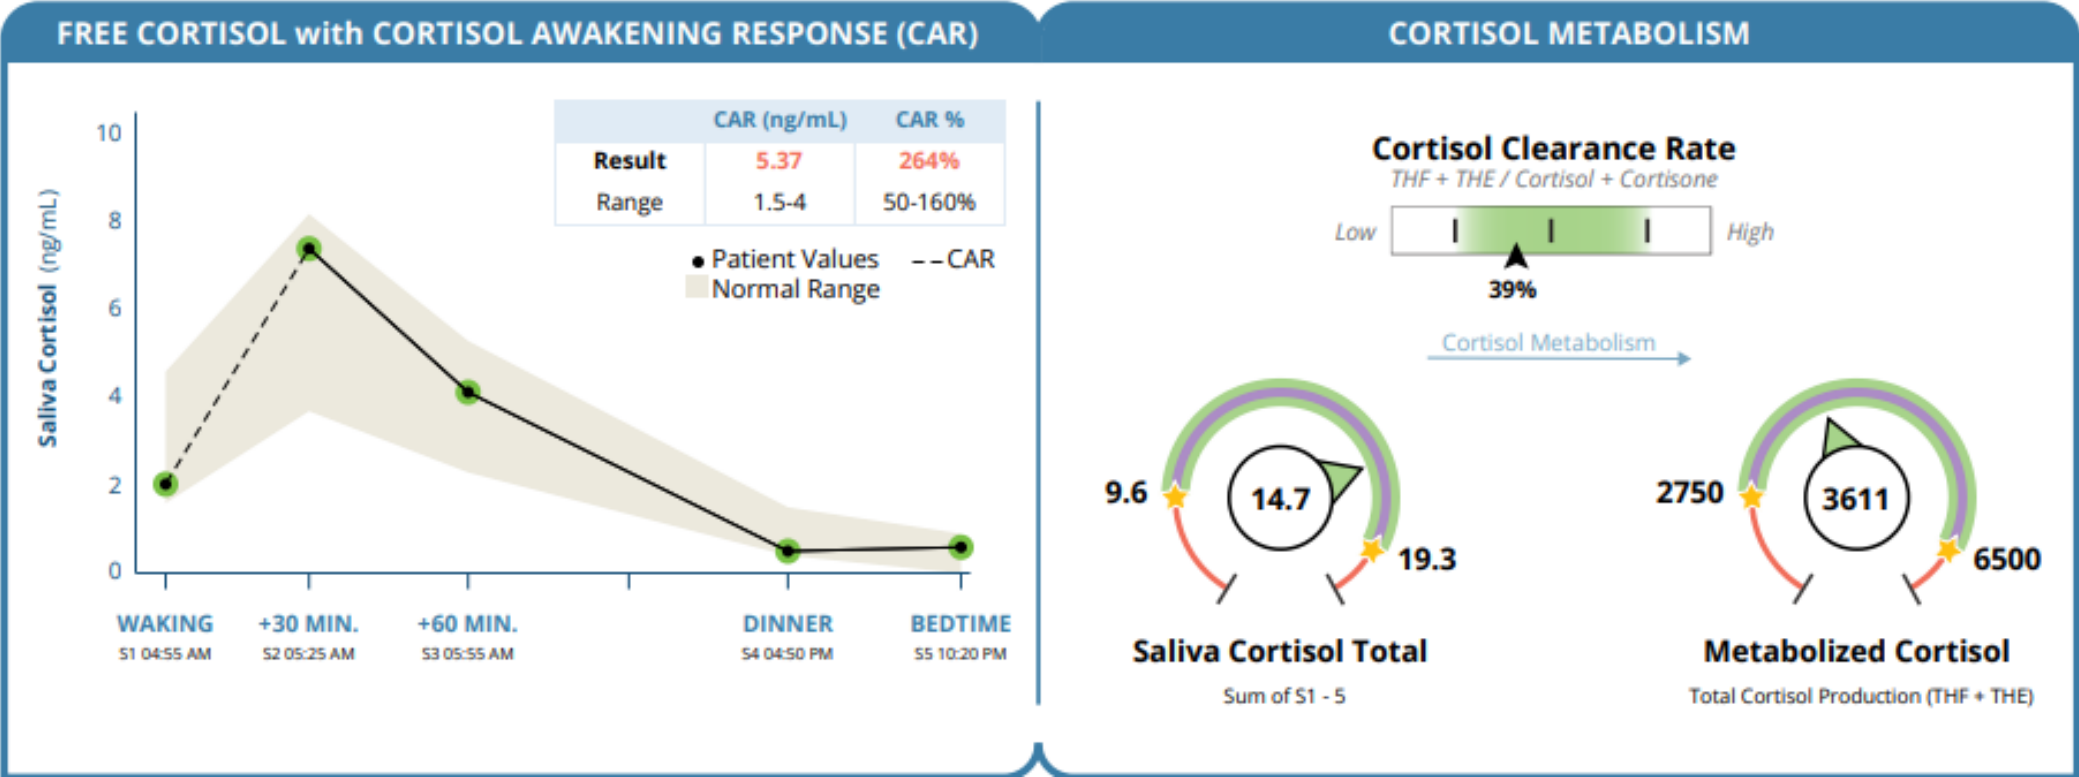 FREE CORTISOL with CORTISOL AWAKENING RESPONSE (CAR)
CAR (ng/mL) CAR %
Result 5.37 264%
Range 1.5-4 50-160%
Patient Values --CAR
Normal Range
Saliva Cortisol (ng/mL)
10
8
6
4
2
0
WAKING +30 MIN. +60 MIN. DINNER BEDTIME
S1 04:55 AM S2 05:25 AM S3 05:55 AM S4 04:50 PM S5 10:20 PM
CORTISOL METABOLISM
Cortisol Clearance Rate
THF + THE / Cortisol + Cortisone
Low High
39%
Cortisol Metabolism
9.6 14.7 19.3
Saliva Cortisol Total
Sum of S1 - 5
2750 3611 6500
Metabolized Cortisol
Total Cortisol Production (THF + THE)